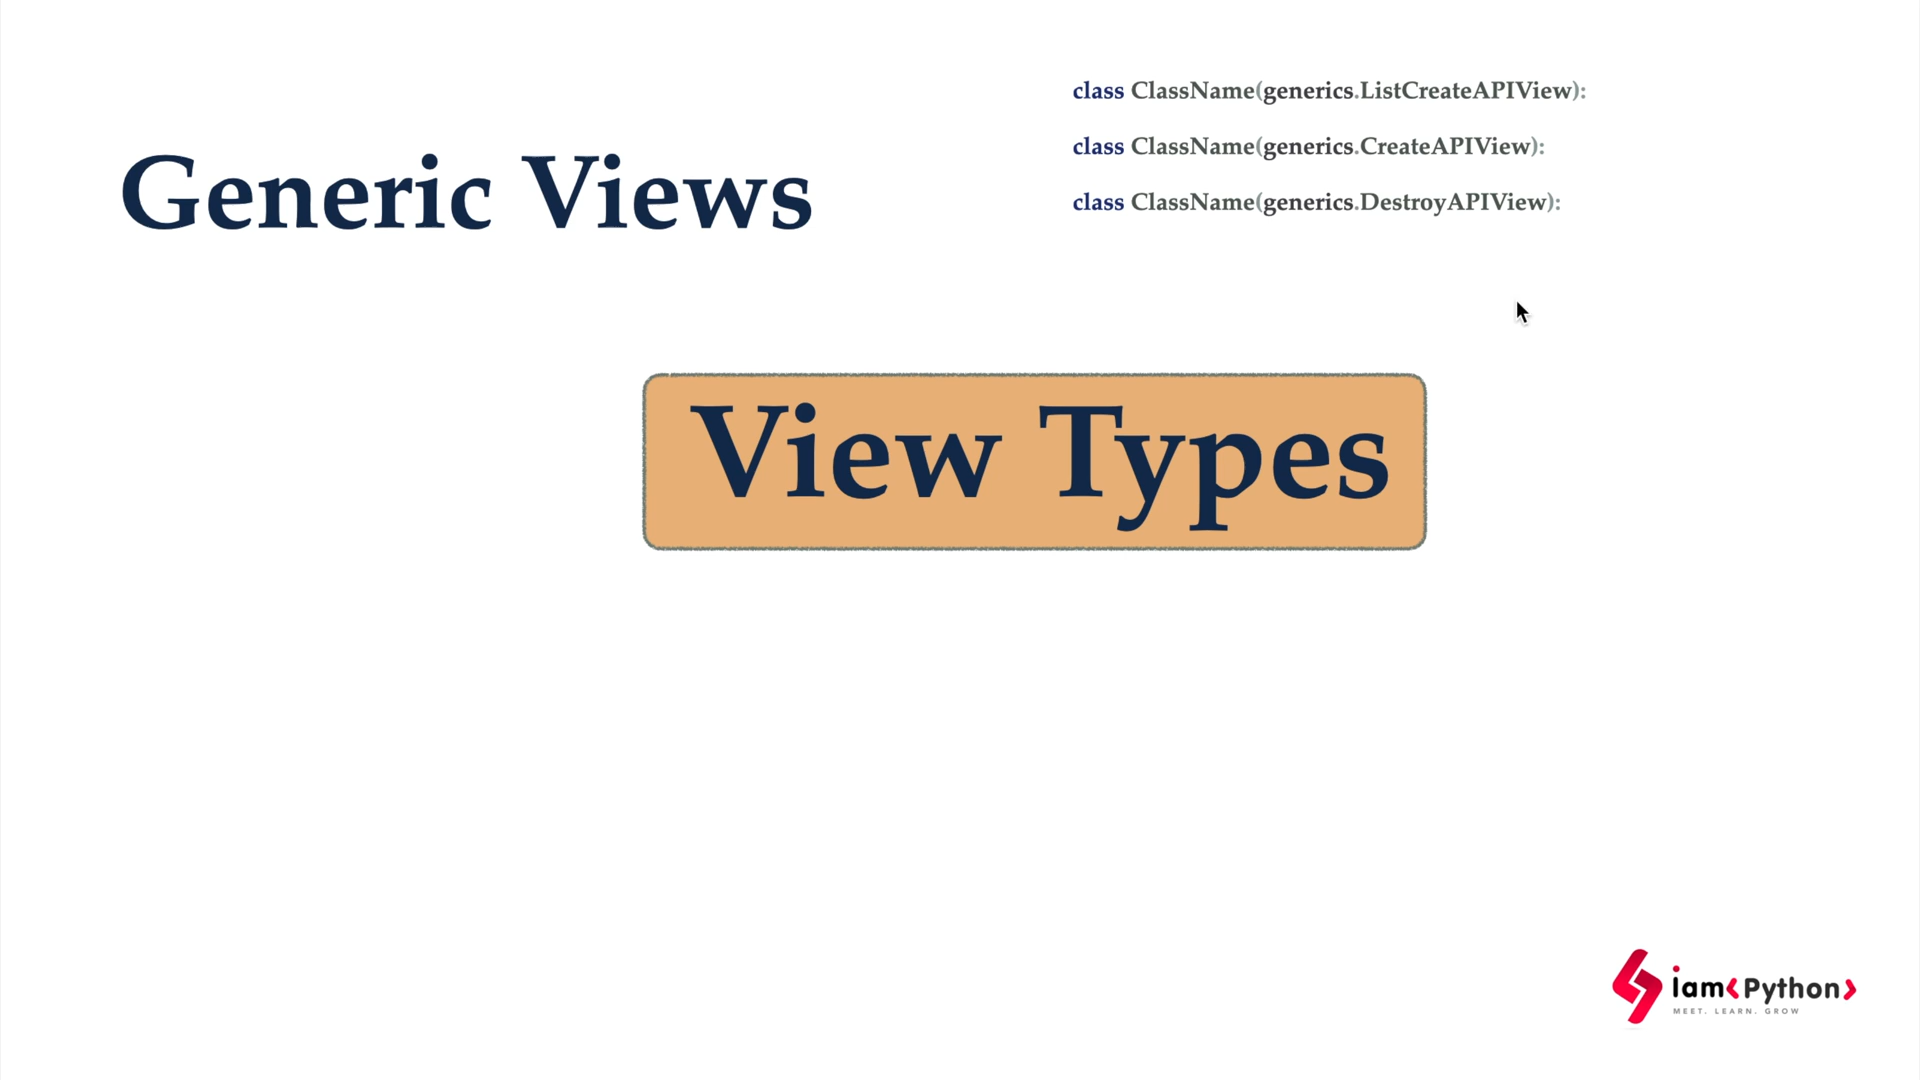 Generic Views
class ClassName(generics.ListCreateAPIView):
class ClassName(generics.CreateAPIView):
class ClassName(generics.DestroyAPIView):
View Types
iam<Python>
MEET. LEARN. GROW